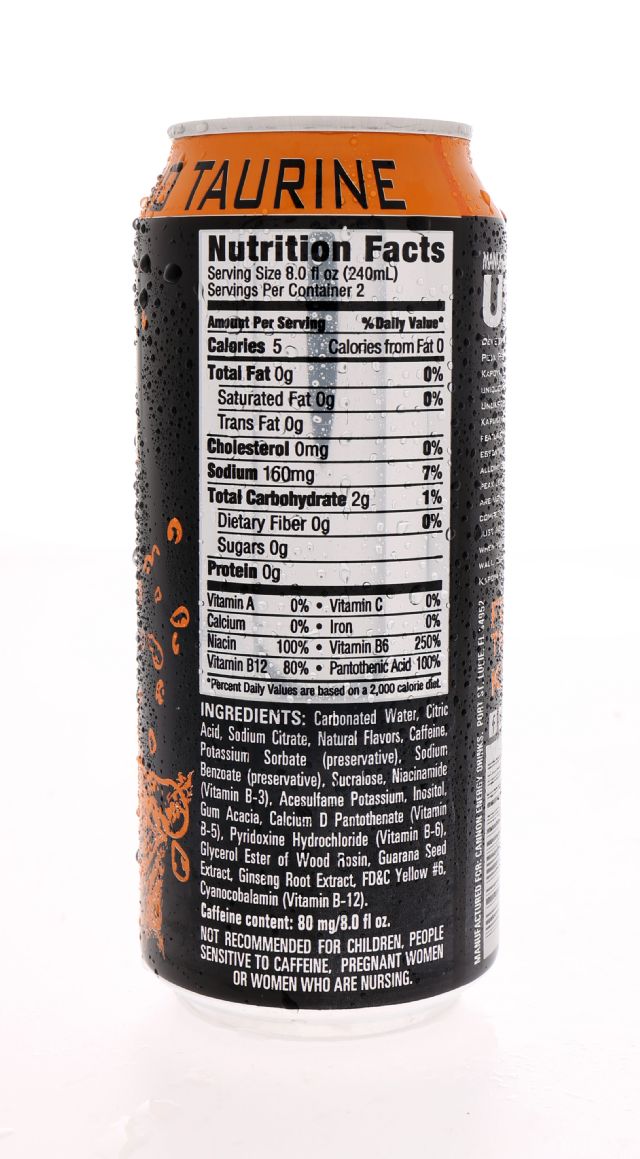 TAURINE
Nutrition Facts
Serving Size 8.0 fl oz (240mL)
Servings Per Container 2
Amount Per Serving %Daily Value*
Calories 5 Calories from Fat 0
Total Fat 0g 0%
Saturated Fat 0g 0%
Trans Fat 0g
Cholesterol 0mg 0%
Sodium 160mg 7%
Total Carbohydrate 2g 1%
Dietary Fiber 0g 0%
Sugars 0g
Protein 0g
Vitamin A 0% • Vitamin C 0%
Calcium 0% • Iron 0%
Niacin 100% • Vitamin B6 250%
Vitamin B12 80% • Pantothenic Acid 100%
*Percent Daily Values are based on a 2,000 calorie diet.
INGREDIENTS: Carbonated Water, Citric
Acid, Sodium Citrate, Natural Flavors, Caffeine,
Potassium Sorbate (preservative), Sodium
Benzoate (preservative), Sucralose, Niacinamide
(Vitamin B-3), Acesulfame Potassium, Inositol,
Gum Acacia, Calcium D Pantothenate (Vitamin
B-5), Pyridoxine Hydrochloride (Vitamin B-6),
Glycerol Ester of Wood Rosin, Guarana Seed
Extract, Ginseng Root Extract, FD&C Yellow #6,
Cyanocobalamin (Vitamin B-12).
Caffeine content: 80 mg/8.0 fl oz.
NOT RECOMMENDED FOR CHILDREN, PEOPLE
SENSITIVE TO CAFFEINE, PREGNANT WOMEN
OR WOMEN WHO ARE NURSING.
MANUFACTURED FOR: CANNON ENERGY DRINKS, PORT ST. LUCIE, FL 34952